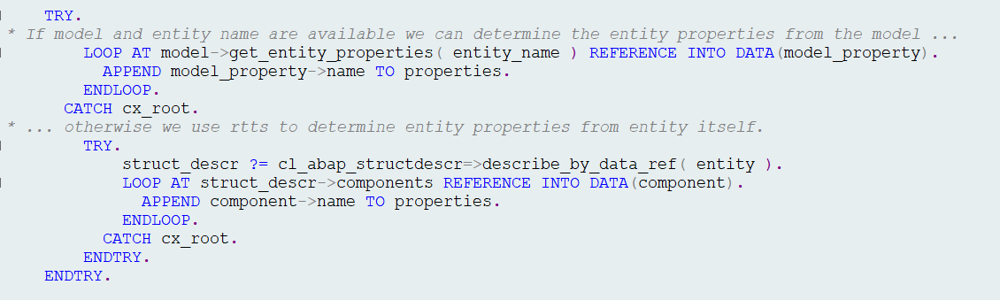 TRY.
* If model and entity name are available we can determine the entity properties from the model ...
LOOP AT model->get_entity_properties( entity_name ) REFERENCE INTO DATA(model_property).
APPEND model_property->name TO properties.
ENDLOOP.
CATCH cx_root.
* ... otherwise we use rtts to determine entity properties from entity itself.
TRY.
struct_descr ?= cl_abap_structdescr=>describe_by_data_ref( entity ).
LOOP AT struct_descr->components REFERENCE INTO DATA(component).
APPEND component->name TO properties.
ENDLOOP.
CATCH cx_root.
ENDTRY.
ENDTRY.